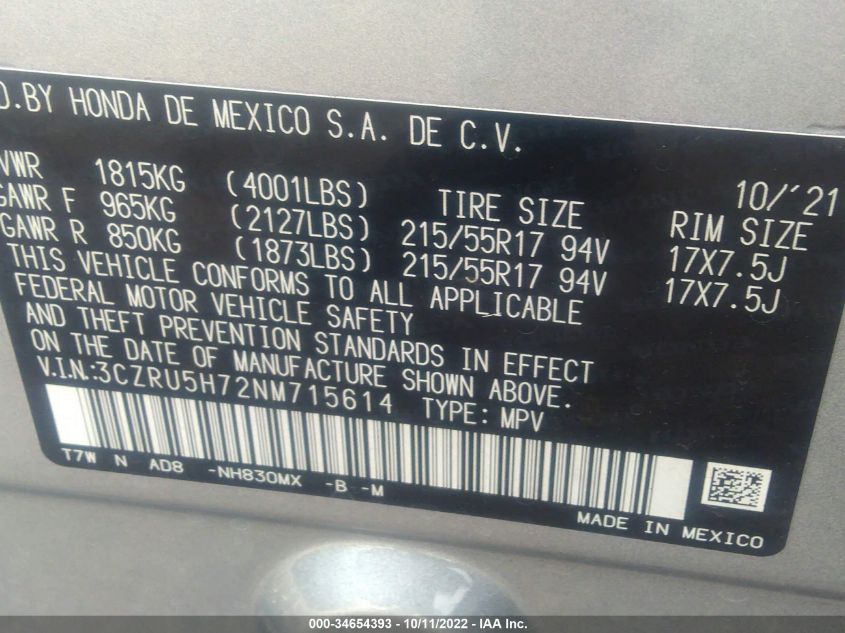 D.BY HONDA DE MEXICO S.A. DE C.V.
VWR 1815KG (4001LBS) 10/'21
GAWR F 965KG (2127LBS) TIRE SIZE RIM SIZE
GAWR R 850KG (1873LBS) 215/55R17 94V 17X7.5J
215/55R17 94V 17X7.5J
THIS VEHICLE CONFORMS TO ALL APPLICABLE
FEDERAL MOTOR VEHICLE SAFETY
AND THEFT PREVENTION STANDARDS IN EFFECT
ON THE DATE OF MANUFACTURE SHOWN ABOVE.
V.I.N.:3CZRU5H72NM715614 TYPE: MPV
T7W N AD8 -NH830MX -B -M
MADE IN MEXICO
000-34654393 - 10/11/2022 - IAA Inc.